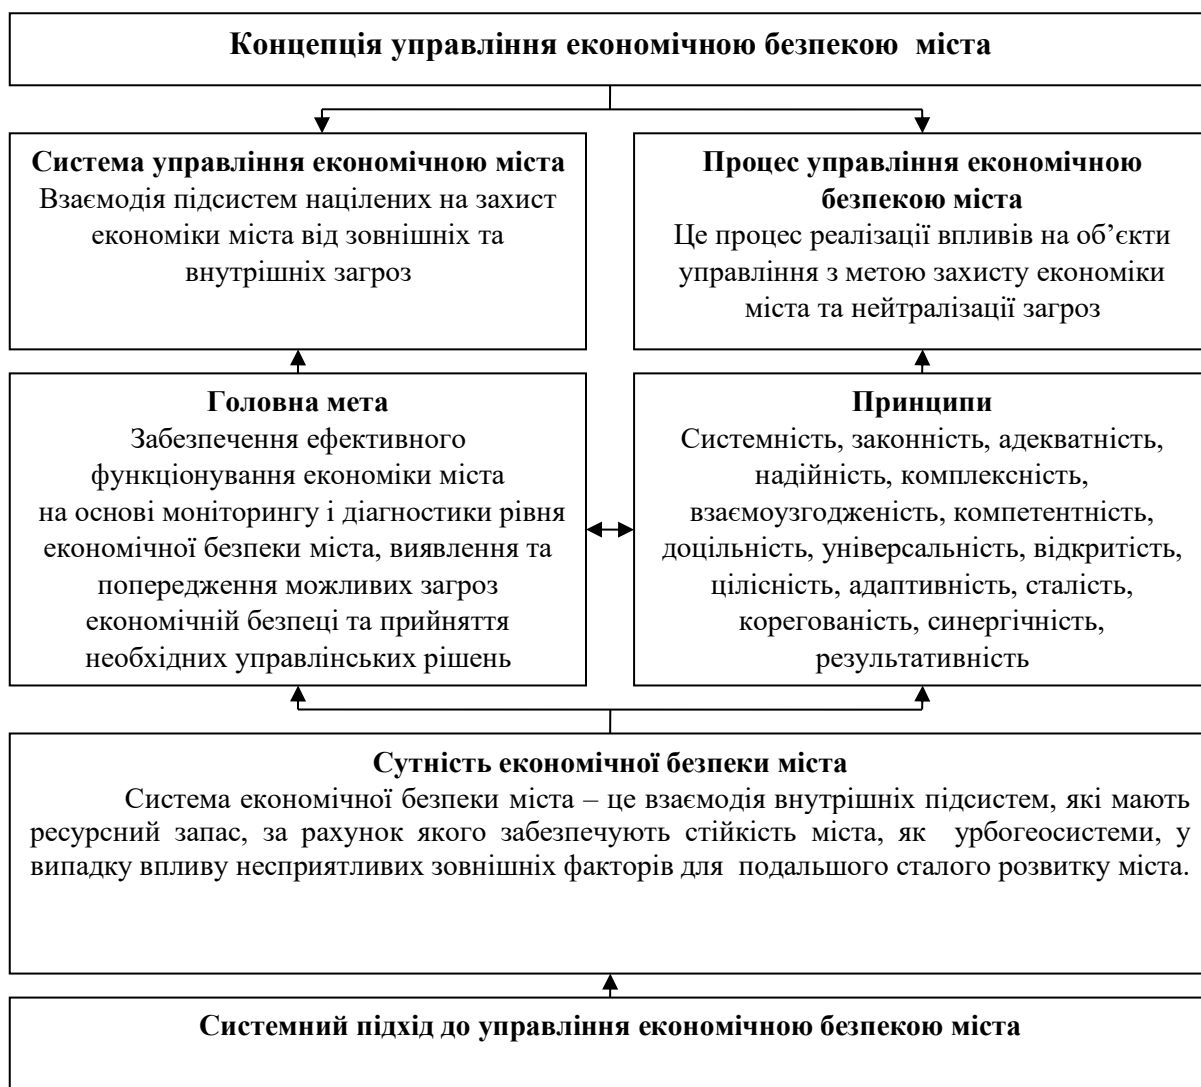 Концепція управління економічною безпекою міста
Система управління економічною міста
Взаємодія підсистем націлених на захист
економіки міста від зовнішніх та
внутрішніх загроз
Процес управління економічною
безпекою міста
Це процес реалізації впливів на об’єкти
управління з метою захисту економіки
міста та нейтралізації загроз
Головна мета
Забезпечення ефективного
функціонування економіки міста
на основі моніторингу і діагностики рівня
економічної безпеки міста, виявлення та
попередження можливих загроз
економічній безпеці та прийняття
необхідних управлінських рішень
Принципи
Системність, законність, адекватність,
надійність, комплексність,
взаємоузгодженість, компетентність,
доцільність, універсальність, відкритість,
цілісність, адаптивність, сталість,
корегованість, синергічність,
результативність
Сутність економічної безпеки міста
Система економічної безпеки міста – це взаємодія внутрішніх підсистем, які мають
ресурсний запас, за рахунок якого забезпечують стійкість міста, як урбогеосистеми, у
випадку впливу несприятливих зовнішніх факторів для подальшого сталого розвитку міста.
Системний підхід до управління економічною безпекою міста